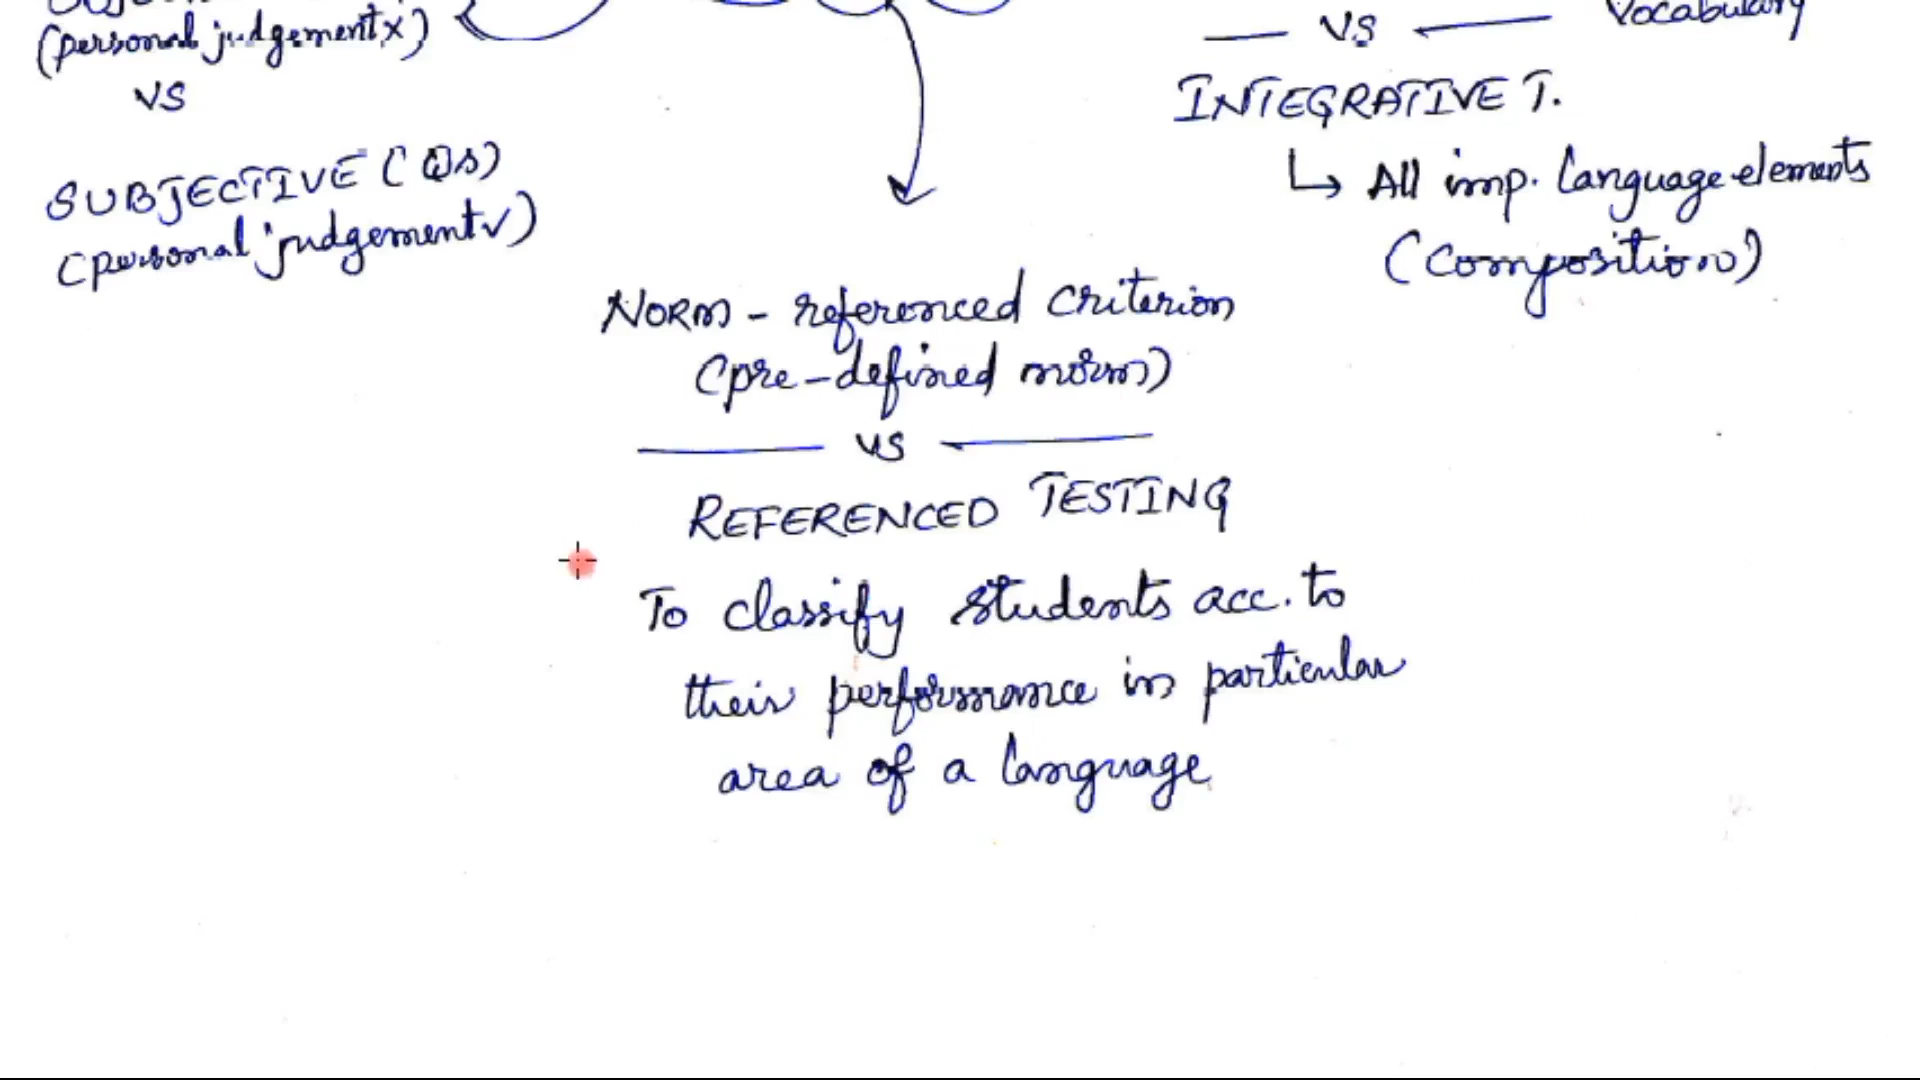 (personal judgement x)
VS
SUBJECTIVE (Qs)
(personal judgement ✓)
NORM - referenced criterion
(pre-defined norm)
VS
REFERENCED TESTING
To classify students acc. to
their performance in particular
area of a language
Vocabulary
VS
INTEGRATIVE T.
↳ All imp. language elements
(Composition)